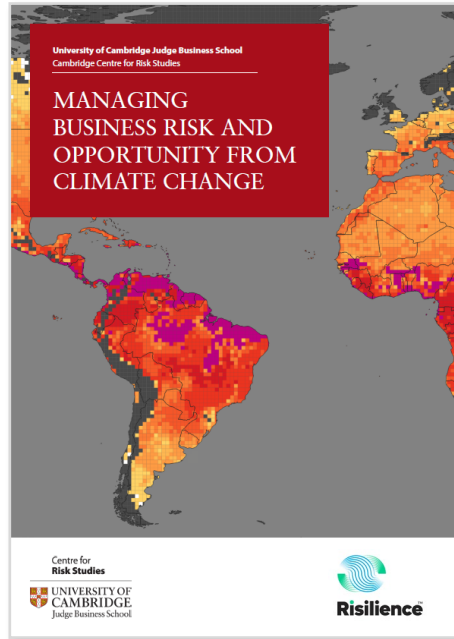 University of Cambridge Judge Business School
Cambridge Centre for Risk Studies
MANAGING
BUSINESS RISK AND
OPPORTUNITY FROM
CLIMATE CHANGE
Centre for
Risk Studies
UNIVERSITY OF
CAMBRIDGE
Judge Business School
Risilience™